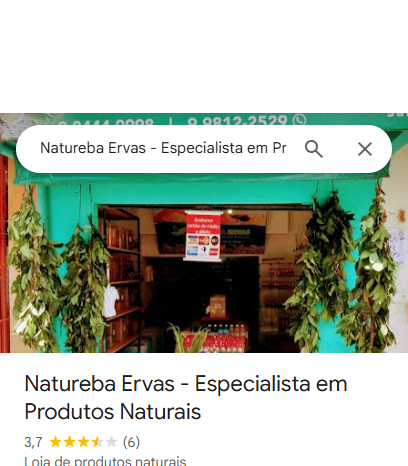 9 9812-2529
Natureba Ervas - Especialista em Pr
Natureba Ervas - Especialista em
Produtos Naturais
3,7 (6)
Loja de produtos naturais